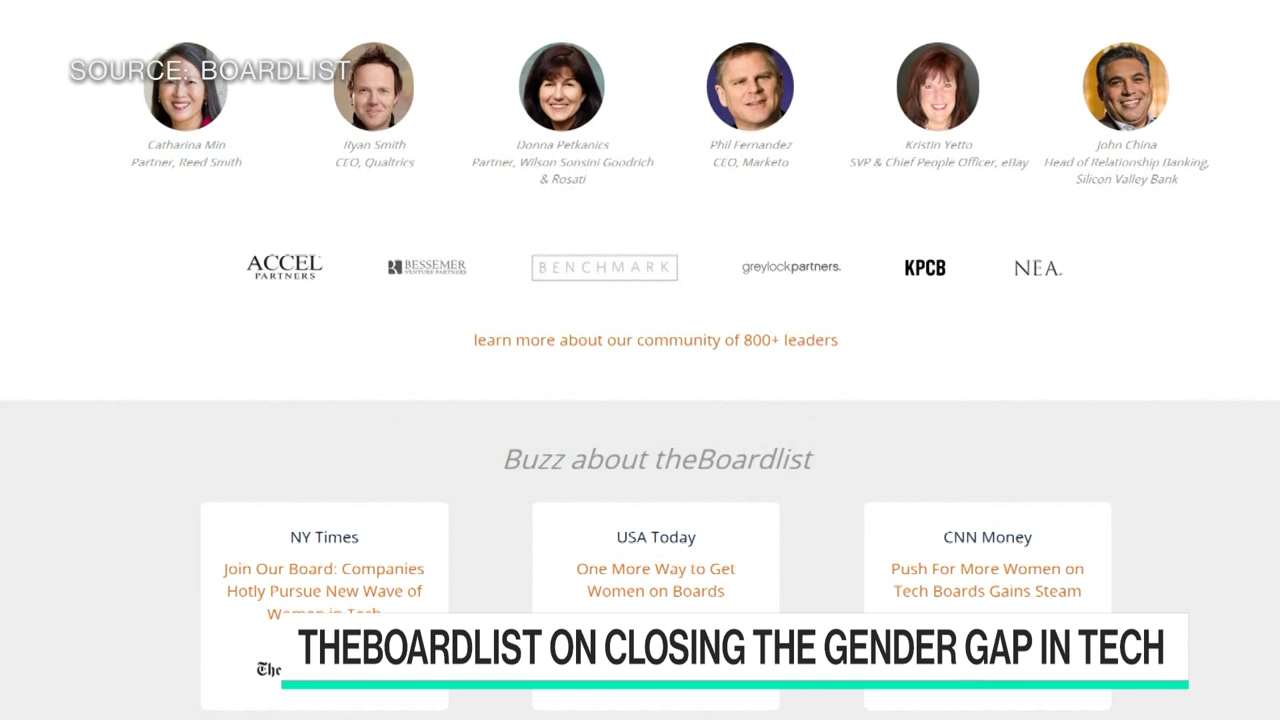 SOURCE: BOARDLIST
Catharina Min
Partner, Reed Smith
Ryan Smith
CEO, Qualtrics
Donna Petkanics
Partner, Wilson Sonsini Goodrich
& Rosati
Phil Fernandez
CEO, Marketo
Kristin Yetto
SVP & Chief People Officer, eBay
John China
Head of Relationship Banking,
Silicon Valley Bank
ACCEL
PARTNERS
BESSEMER
VENTURE PARTNERS
BENCHMARK
greylockpartners.
KPCB
NEA
learn more about our community of 800+ leaders
Buzz about theBoardlist
NY Times
Join Our Board: Companies
Hotly Pursue New Wave of
Women in Tech
The
USA Today
One More Way to Get
Women on Boards
CNN Money
Push For More Women on
Tech Boards Gains Steam
THEBOARDLIST ON CLOSING THE GENDER GAP IN TECH